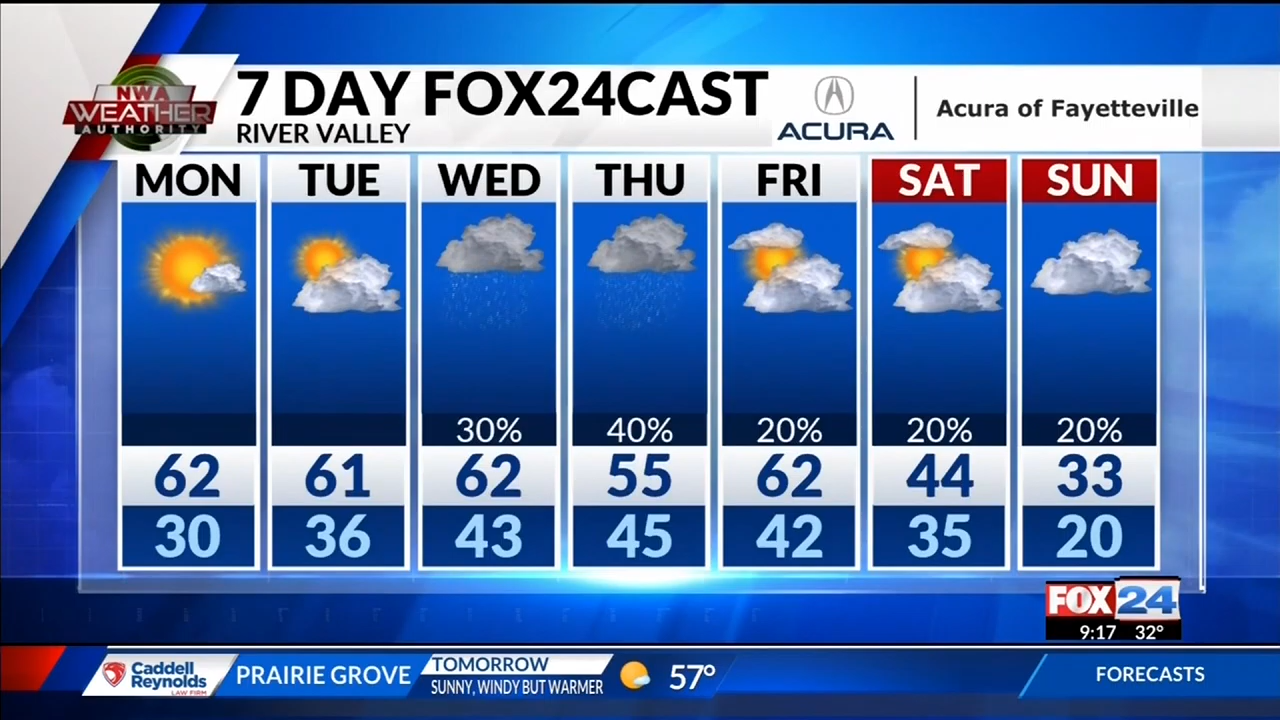 NWA
WEATHER
AUTHORITY
7 DAY FOX24CAST
RIVER VALLEY
ACURA
Acura of Fayetteville
MON TUE WED THU FRI SAT SUN
30% 40% 20% 20% 20%
62 61 62 55 62 44 33
30 36 43 45 42 35 20
FOX 24
9:17 32°
Caddell
Reynolds
LAW FIRM
PRAIRIE GROVE
TOMORROW
SUNNY, WINDY BUT WARMER
57°
FORECASTS